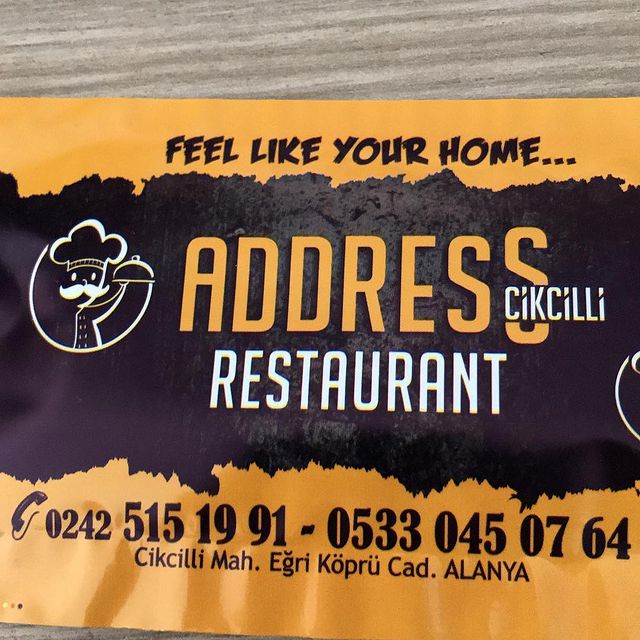 FEEL LIKE YOUR HOME...
ADDRESS
CiKCiLLi
RESTAURANT
0242 515 19 91 - 0533 045 07 64
Cikcilli Mah. Eğri Köprü Cad. ALANYA